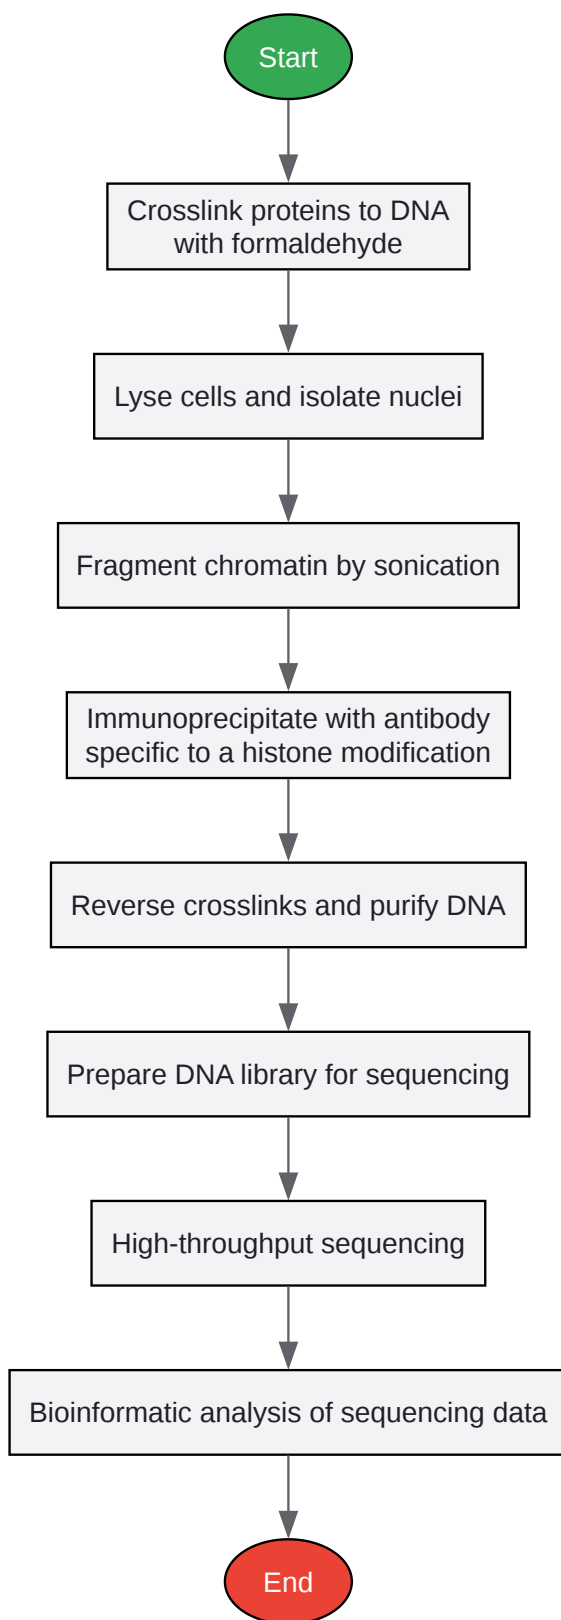 Start
Crosslink proteins to DNA
with formaldehyde
Lyse cells and isolate nuclei
Fragment chromatin by sonication
Immunoprecipitate with antibody
specific to a histone modification
Reverse crosslinks and purify DNA
Prepare DNA library for sequencing
High-throughput sequencing
Bioinformatic analysis of sequencing data
End